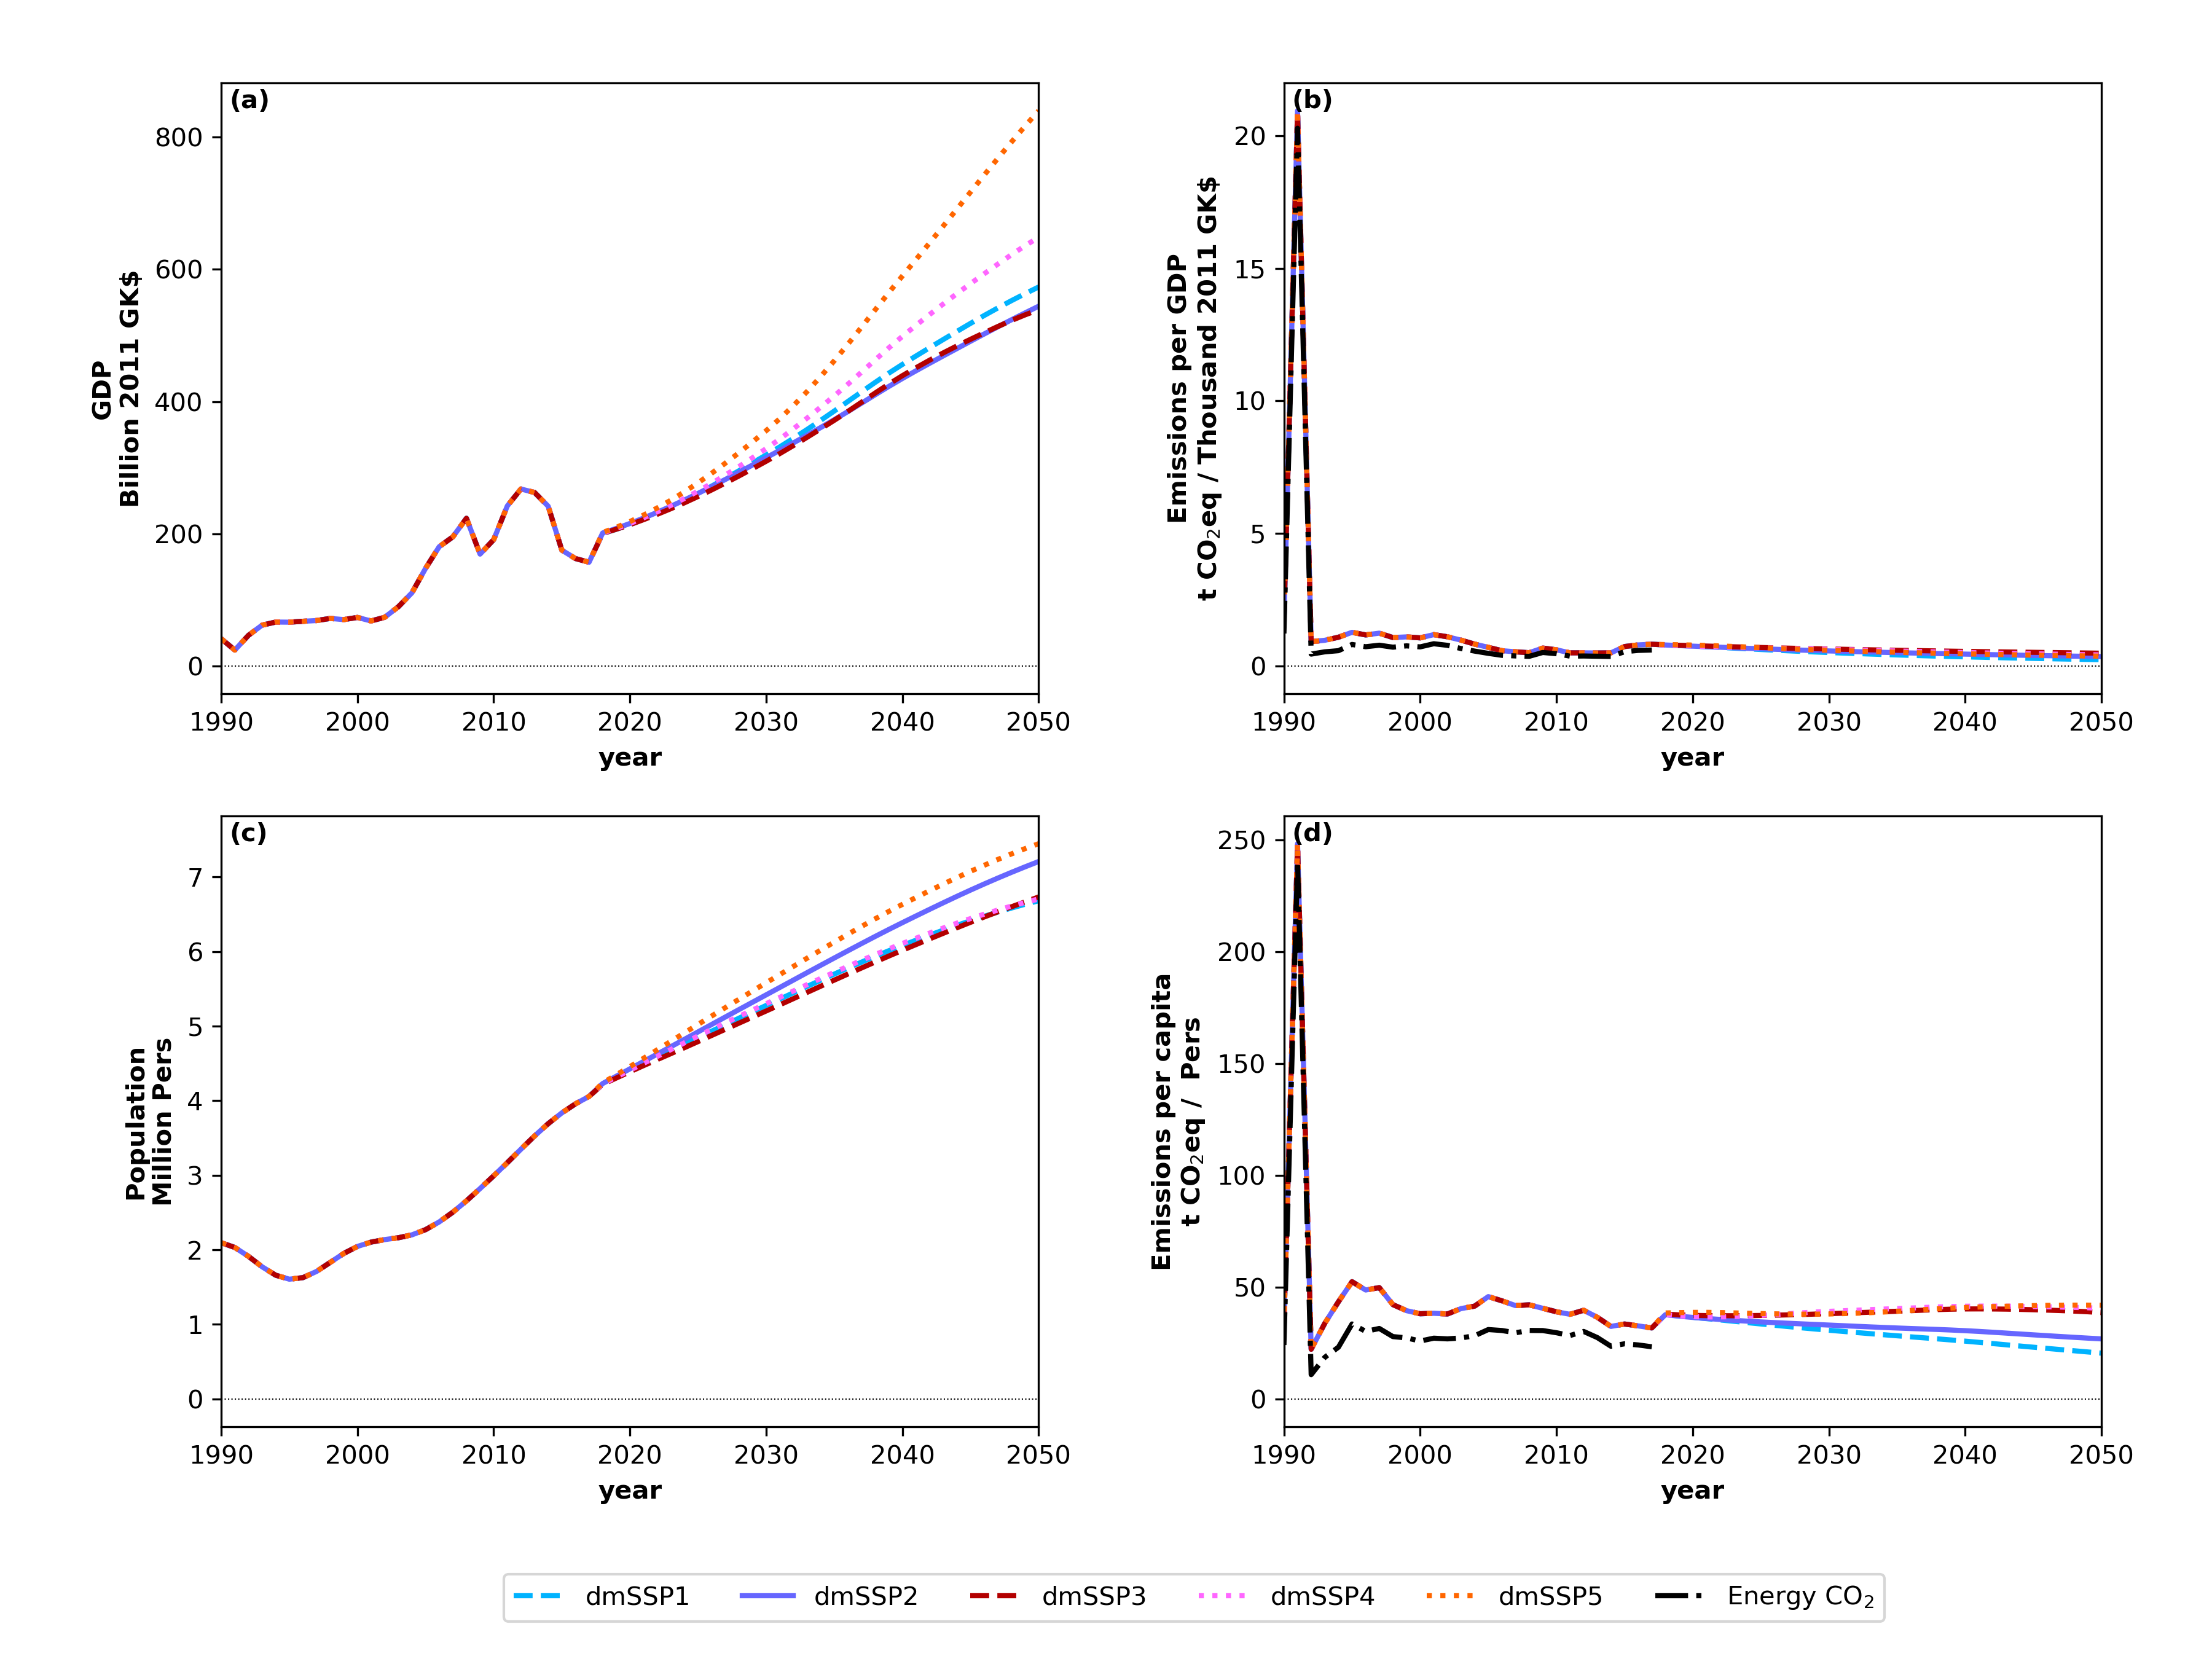 (a)
GDP
Billion 2011 GK$
800
600
400
200
0
1990 2000 2010 2020 2030 2040 2050
year
(b)
Emissions per GDP
t CO₂eq / Thousand 2011 GK$
20
15
10
5
0
1990 2000 2010 2020 2030 2040 2050
year
(c)
Population
Million Pers
7
6
5
4
3
2
1
0
1990 2000 2010 2020 2030 2040 2050
year
(d)
Emissions per capita
t CO₂eq / Pers
250
200
150
100
50
0
1990 2000 2010 2020 2030 2040 2050
year
dmSSP1 dmSSP2 dmSSP3 dmSSP4 dmSSP5 Energy CO₂